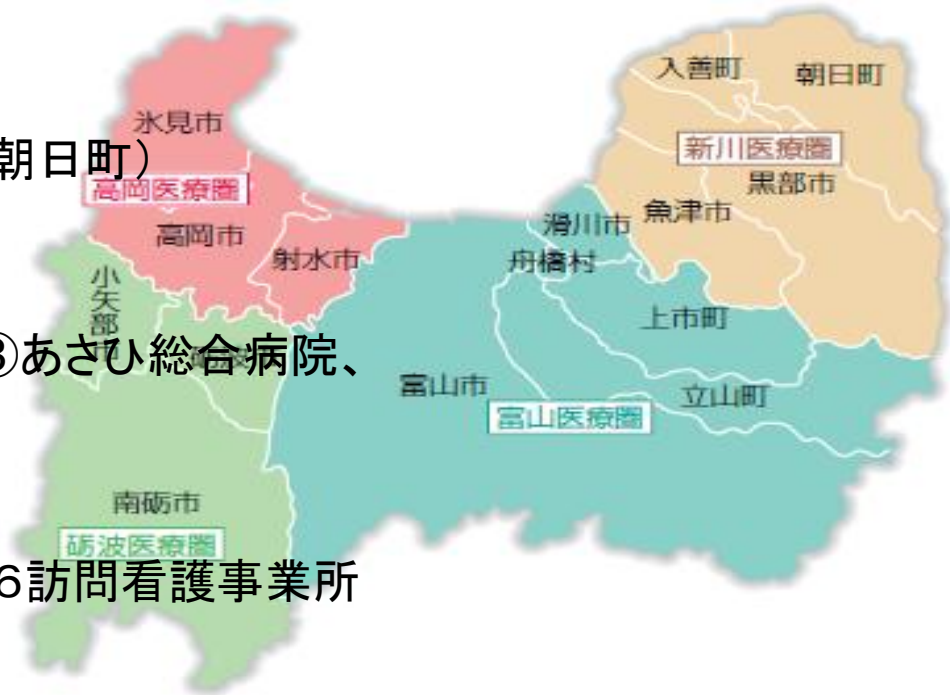 入善町
朝日町
氷見市
朝日町）
新川医療圏
高岡医療圏
黒部市
魚津市
滑川市
高岡市
射水市
舟橋村
小矢部市
上市町
あさひ総合病院、
富山市
立山町
富山医療圏
南砺市
砺波医療圏
６訪問看護事業所